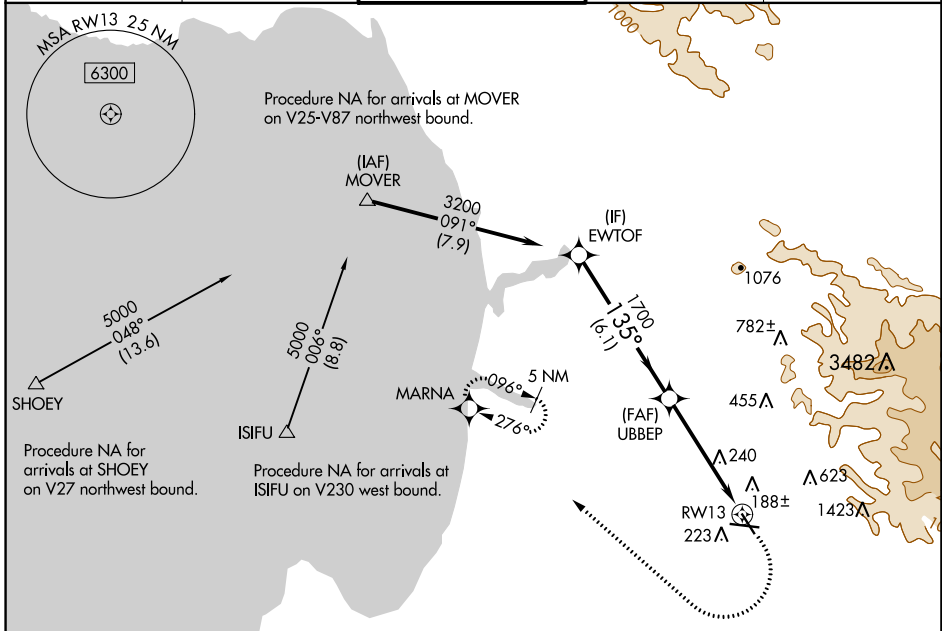 MSA RW13 25 NM
6300
1000
Procedure NA for arrivals at MOVER
on V25-V87 northwest bound.
(IAF)
MOVER
3200
091°
(7.9)
(IF)
EWTOF
1076
1700
135°
(6.1)
782±
3482
5000
048°
(13.6)
5000
006°
(8.8)
SHOEY
MARNA
096°
5 NM
276°
(FAF)
UBBEP
455
ISIFU
Procedure NA for
arrivals at SHOEY
on V27 northwest bound.
Procedure NA for arrivals at
ISIFU on V230 west bound.
240
623
188±
1423
RW13
223